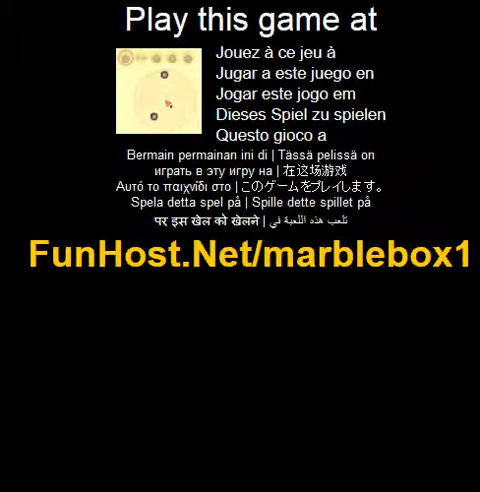 Play this game at
Jouez à ce jeu à
Jugar a este juego en
Jogar este jogo em
Dieses Spiel zu spielen
Questo gioco a
Bermain permainan ini di | Tässä pelissä on
играть в эту игру на | 在这场游戏
Αυτό το παιχνίδι στο | このゲームをプレイします。
Spela detta spel på | Spille dette spillet på
पर इस खेल को खेलने | تلعب هذه اللعبة في
FunHost.Net/marblebox1